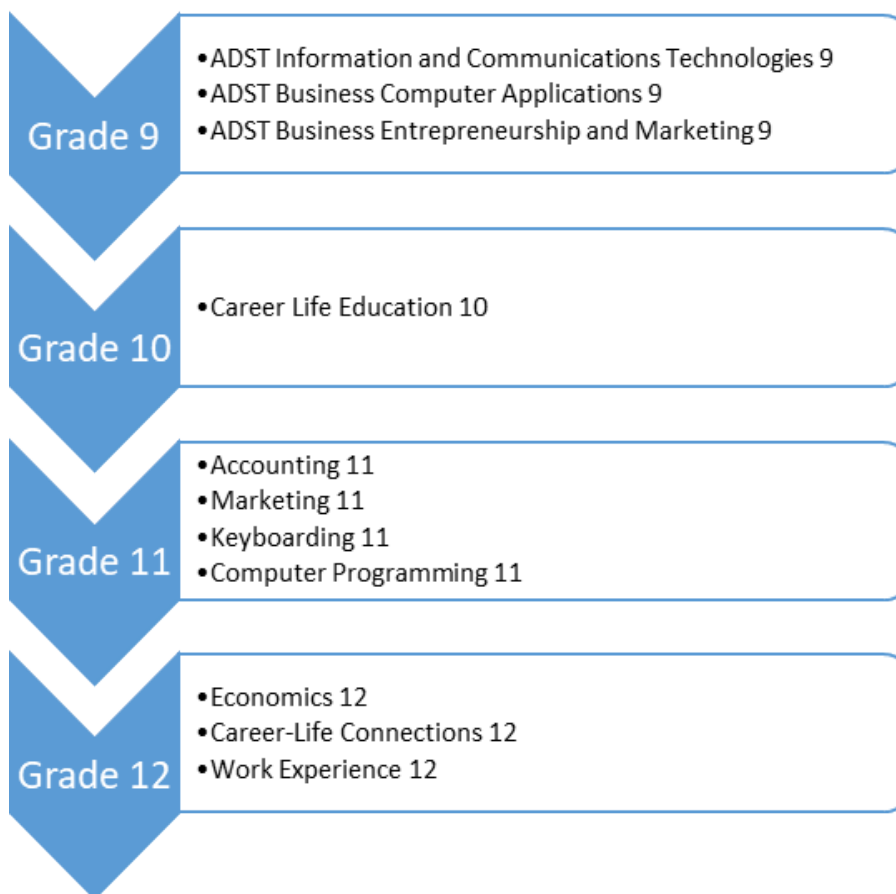 Grade 9
•ADST Information and Communications Technologies 9
•ADST Business Computer Applications 9
•ADST Business Entrepreneurship and Marketing 9
Grade 10
•Career Life Education 10
Grade 11
•Accounting 11
•Marketing 11
•Keyboarding 11
•Computer Programming 11
Grade 12
•Economics 12
•Career-Life Connections 12
•Work Experience 12